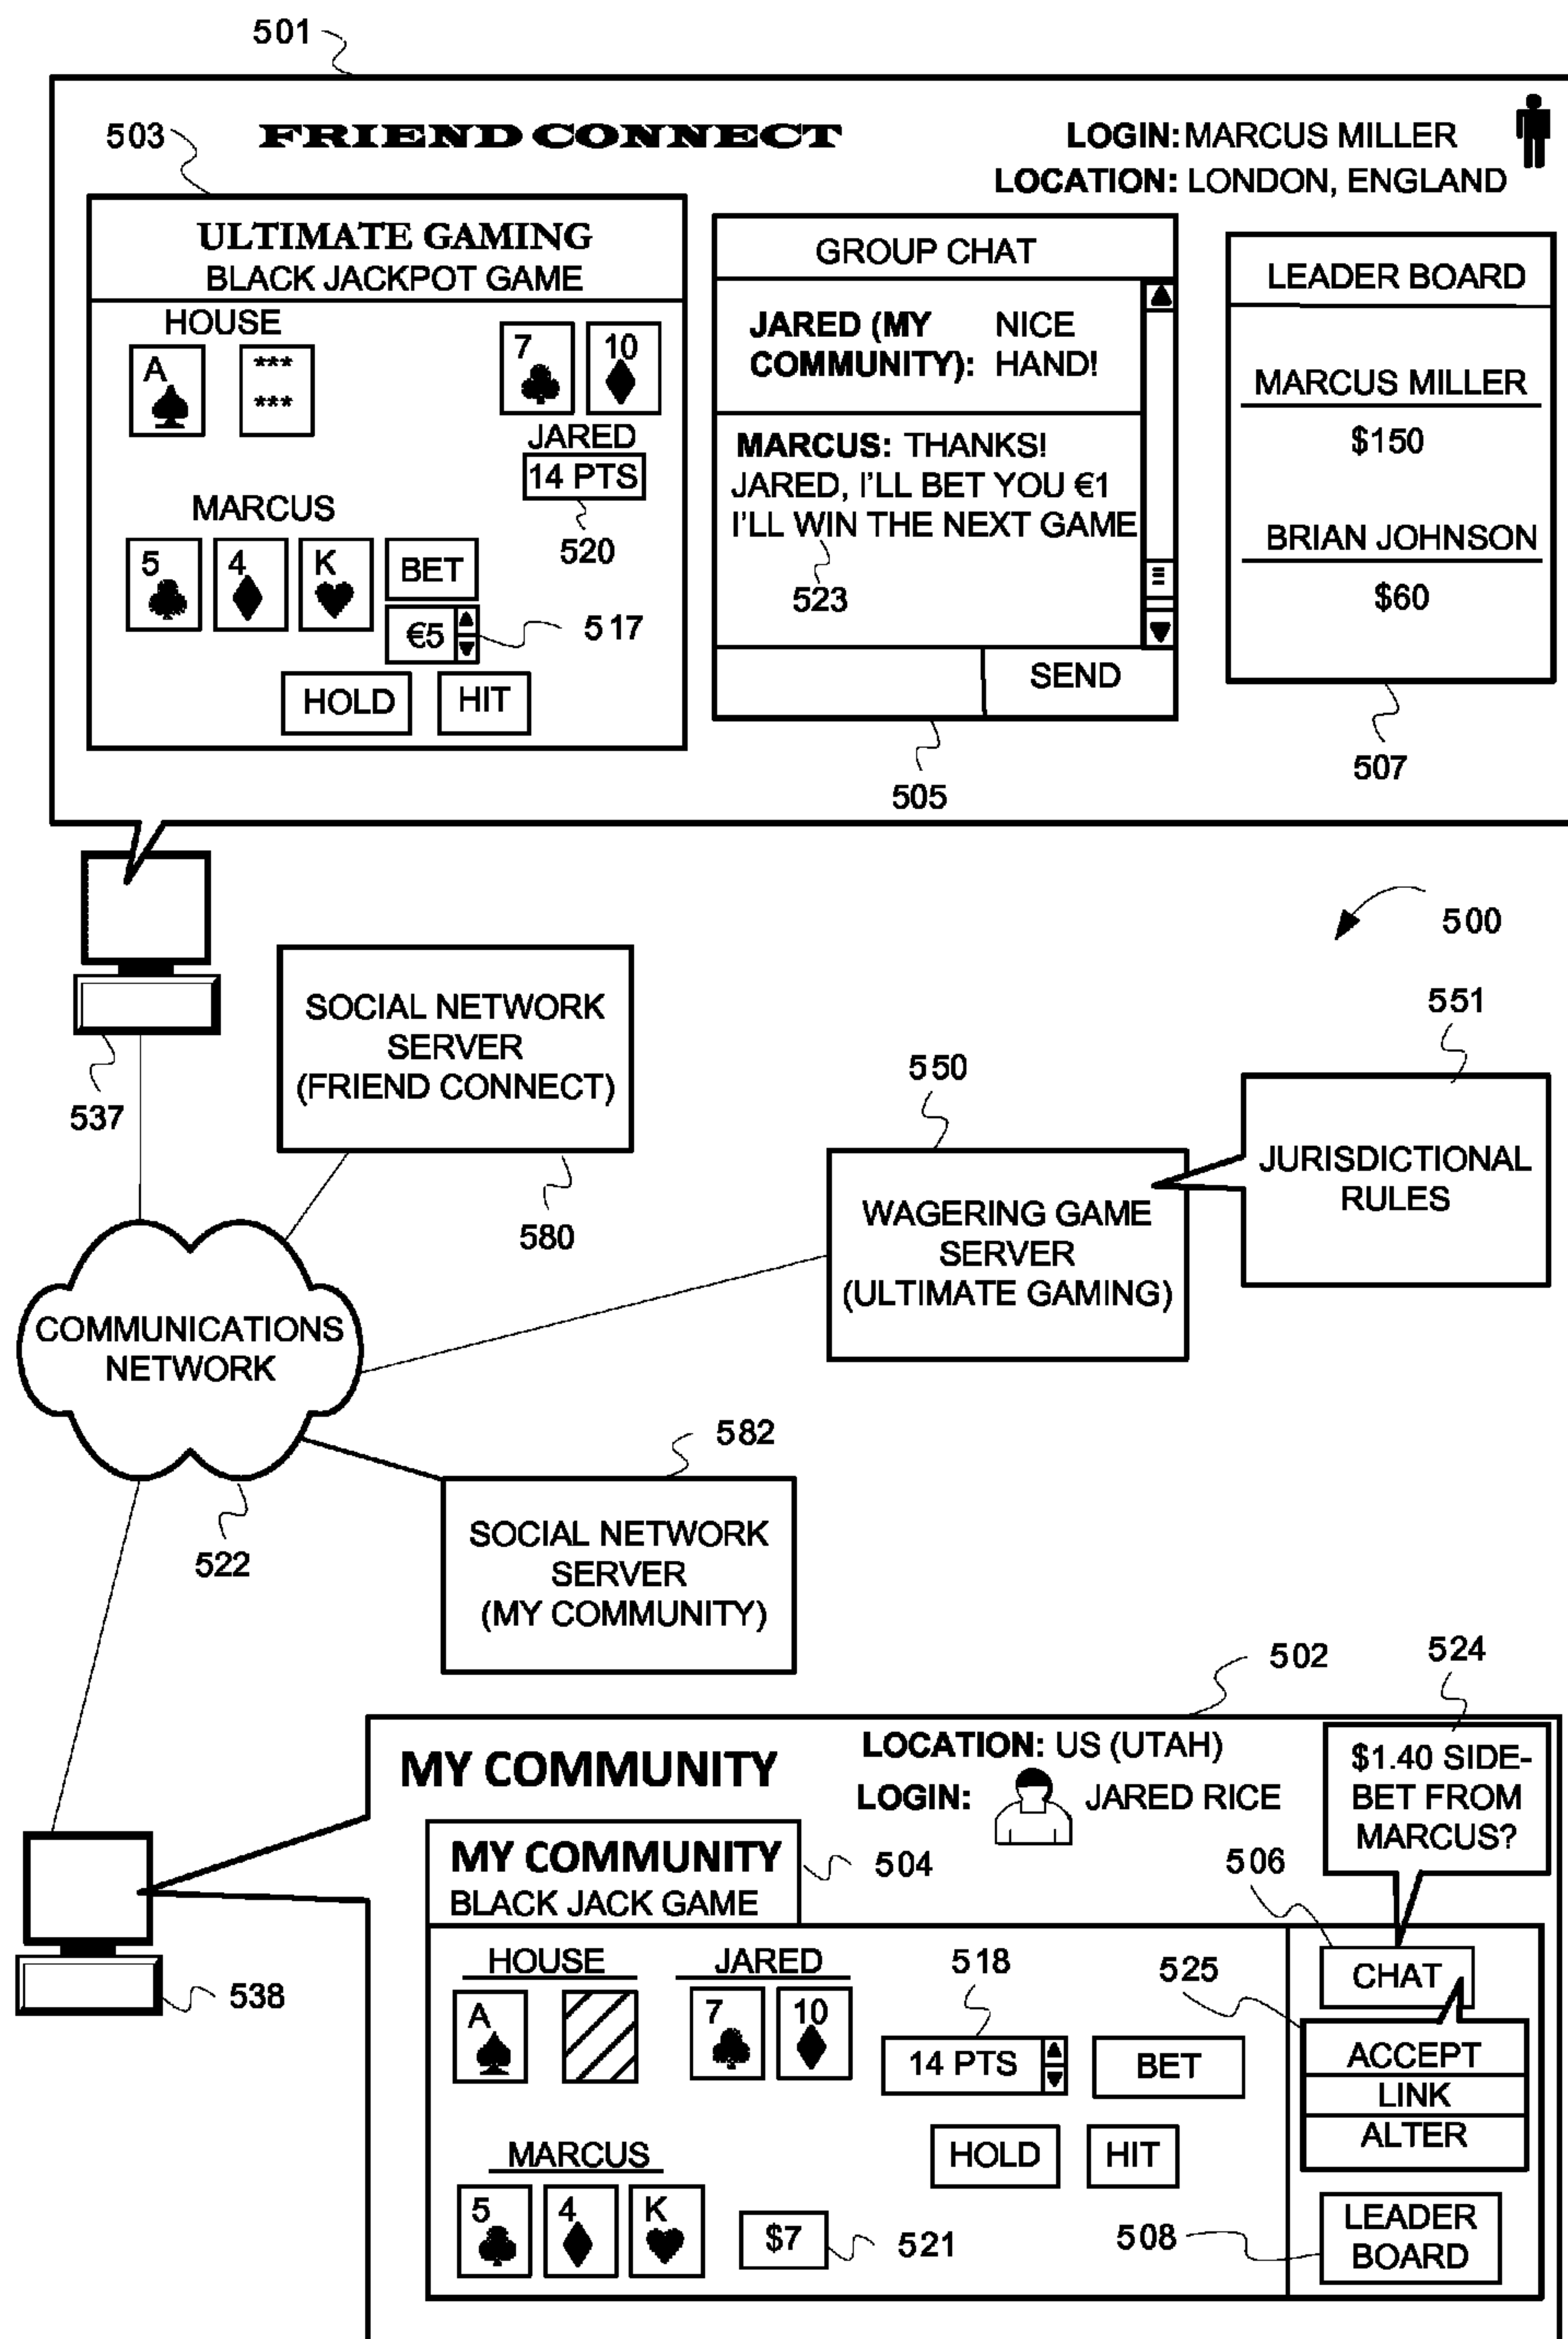 501
503
FRIEND CONNECT
LOGIN: MARCUS MILLER
LOCATION: LONDON, ENGLAND
ULTIMATE GAMING
BLACK JACKPOT GAME
HOUSE
A
***
***
7
10
JARED
14 PTS
520
MARCUS
5
4
K
BET
€5
517
HOLD
HIT
GROUP CHAT
JARED (MY COMMUNITY): NICE HAND!
MARCUS: THANKS!
JARED, I'LL BET YOU €1
I'LL WIN THE NEXT GAME
523
SEND
505
LEADER BOARD
MARCUS MILLER
$150
BRIAN JOHNSON
$60
507
500
537
SOCIAL NETWORK
SERVER
(FRIEND CONNECT)
580
550
WAGERING GAME
SERVER
(ULTIMATE GAMING)
551
JURISDICTIONAL
RULES
COMMUNICATIONS
NETWORK
522
582
SOCIAL NETWORK
SERVER
(MY COMMUNITY)
502
524
MY COMMUNITY
LOCATION: US (UTAH)
LOGIN: JARED RICE
$1.40 SIDE-
BET FROM
MARCUS?
MY COMMUNITY
BLACK JACK GAME
504
506
538
HOUSE
A
JARED
7
10
518
14 PTS
BET
HOLD
HIT
MARCUS
5
4
K
$7
521
525
CHAT
ACCEPT
LINK
ALTER
508
LEADER
BOARD